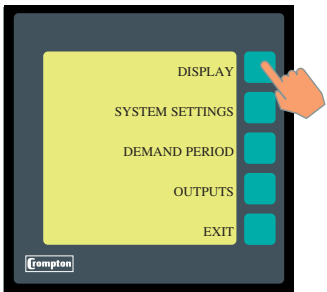 DISPLAY
SYSTEM SETTINGS
DEMAND PERIOD
OUTPUTS
EXIT
Crompton